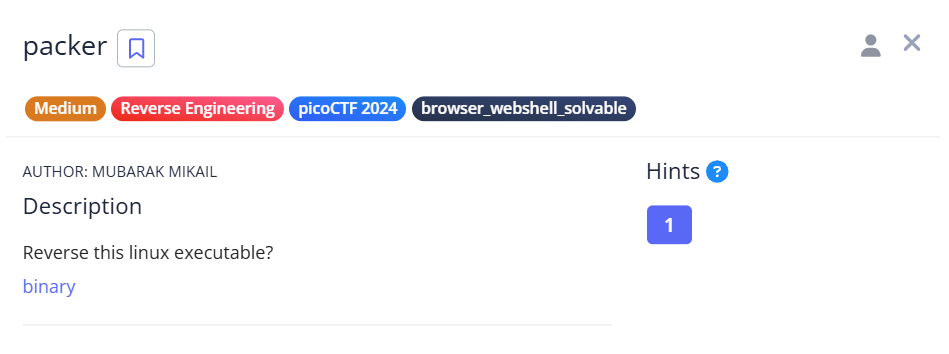 packer
Medium Reverse Engineering picoCTF 2024 browser_webshell_solvable
AUTHOR: MUBARAK MIKAIL
Description
Reverse this linux executable?
binary
Hints ?
1